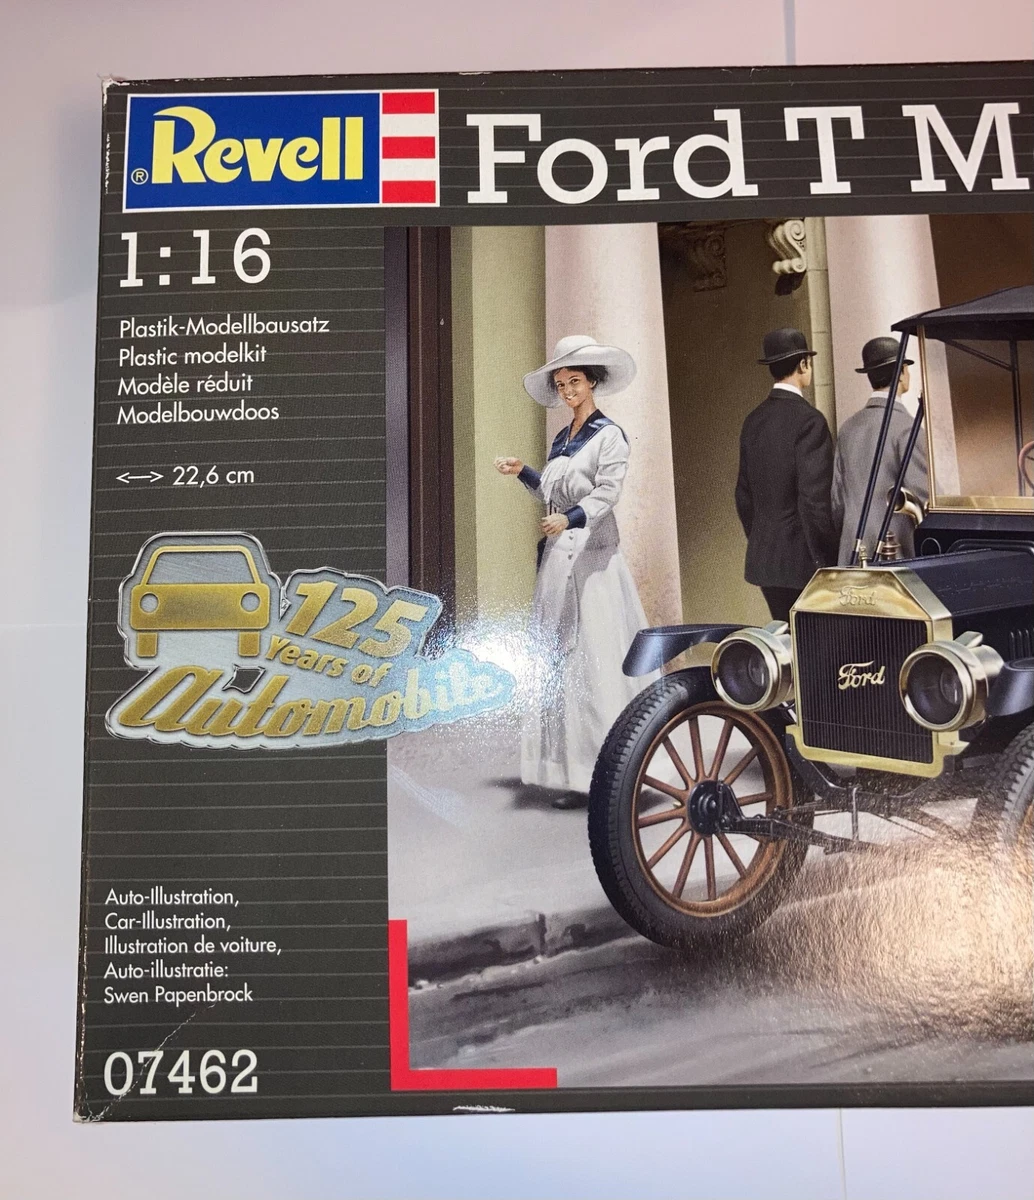 Revell
®
Ford T M
1:16
Plastik-Modellbausatz
Plastic modelkit
Modèle réduit
Modelbouwdoos
<—> 22,6 cm
125
Years of
Automobile
Ford
Ford
Auto-Illustration,
Car-Illustration,
Illustration de voiture,
Auto-illustratie:
Swen Papenbrock
07462